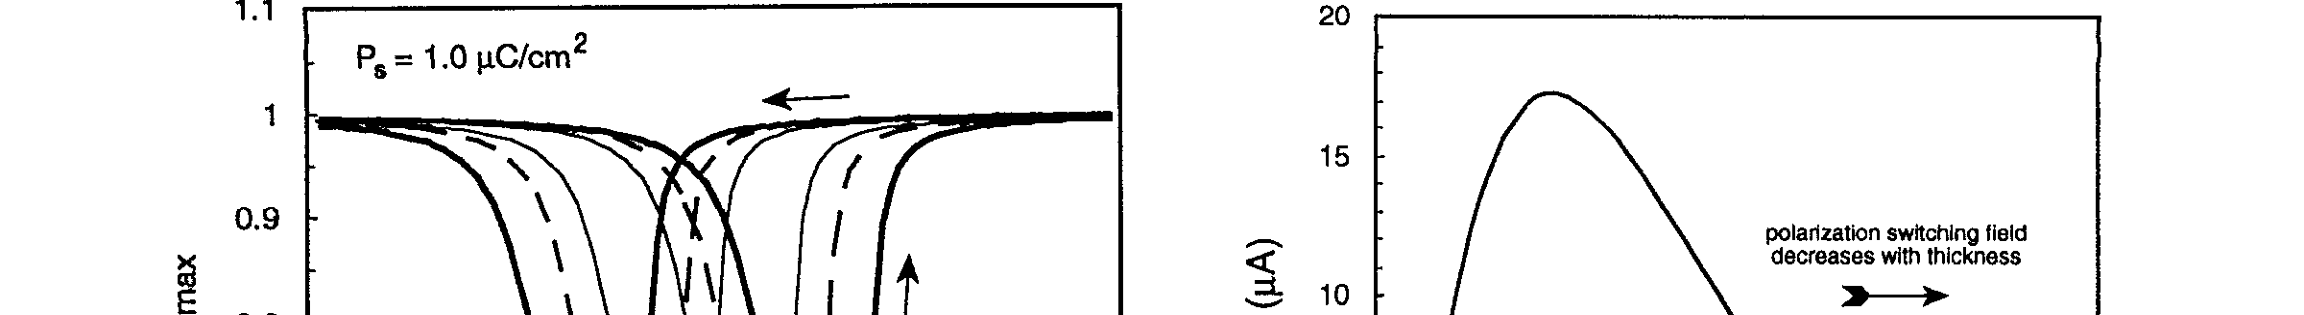 1.1
Ps = 1.0 μC/cm2
1
0.9
max
20
15
10
(μA)
polarization switching field
decreases with thickness